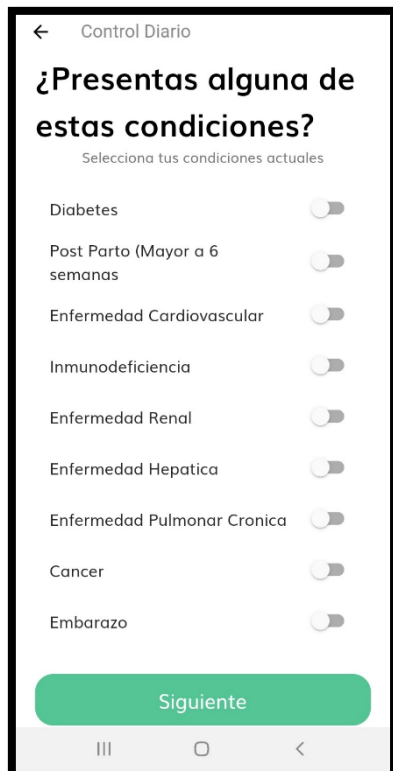 Control Diario
¿Presentas alguna de
estas condiciones?
Selecciona tus condiciones actuales
Diabetes
Post Parto (Mayor a 6
semanas
Enfermedad Cardiovascular
Inmunodeficiencia
Enfermedad Renal
Enfermedad Hepatica
Enfermedad Pulmonar Cronica
Cancer
Embarazo
Siguiente